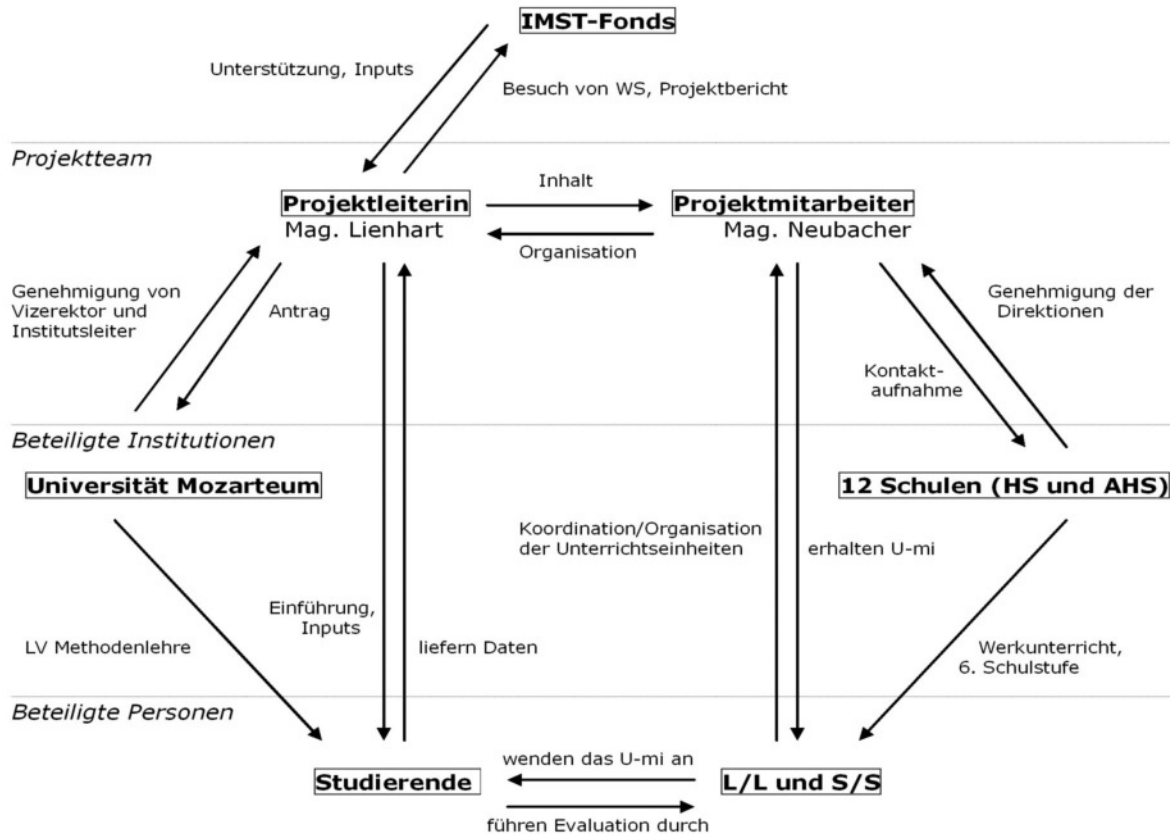 IMST-Fonds
Unterstützung, Inputs
Besuch von WS, Projektbericht
Projektteam
Inhalt
Projektleiterin
Mag. Lienhart
Projektmitarbeiter
Mag. Neubacher
Organisation
Genehmigung von
Vizerektor und
Institutsleiter
Antrag
Genehmigung der
Direktionen
Kontakt-
aufnahme
Beteiligte Institutionen
Universität Mozarteum
12 Schulen (HS und AHS)
Koordination/Organisation
der Unterrichtseinheiten
erhalten U-mi
Einführung,
Inputs
LV Methodenlehre
liefern Daten
Werkunterricht,
6. Schulstufe
Beteiligte Personen
wenden das U-mi an
Studierende
L/L und S/S
führen Evaluation durch